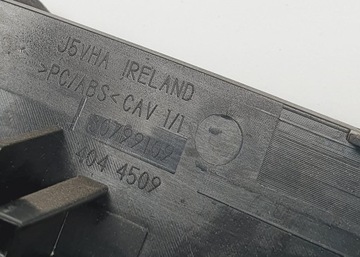 J5VHA IRELAND
>PC/ABS< CAV 1/1
404 4509